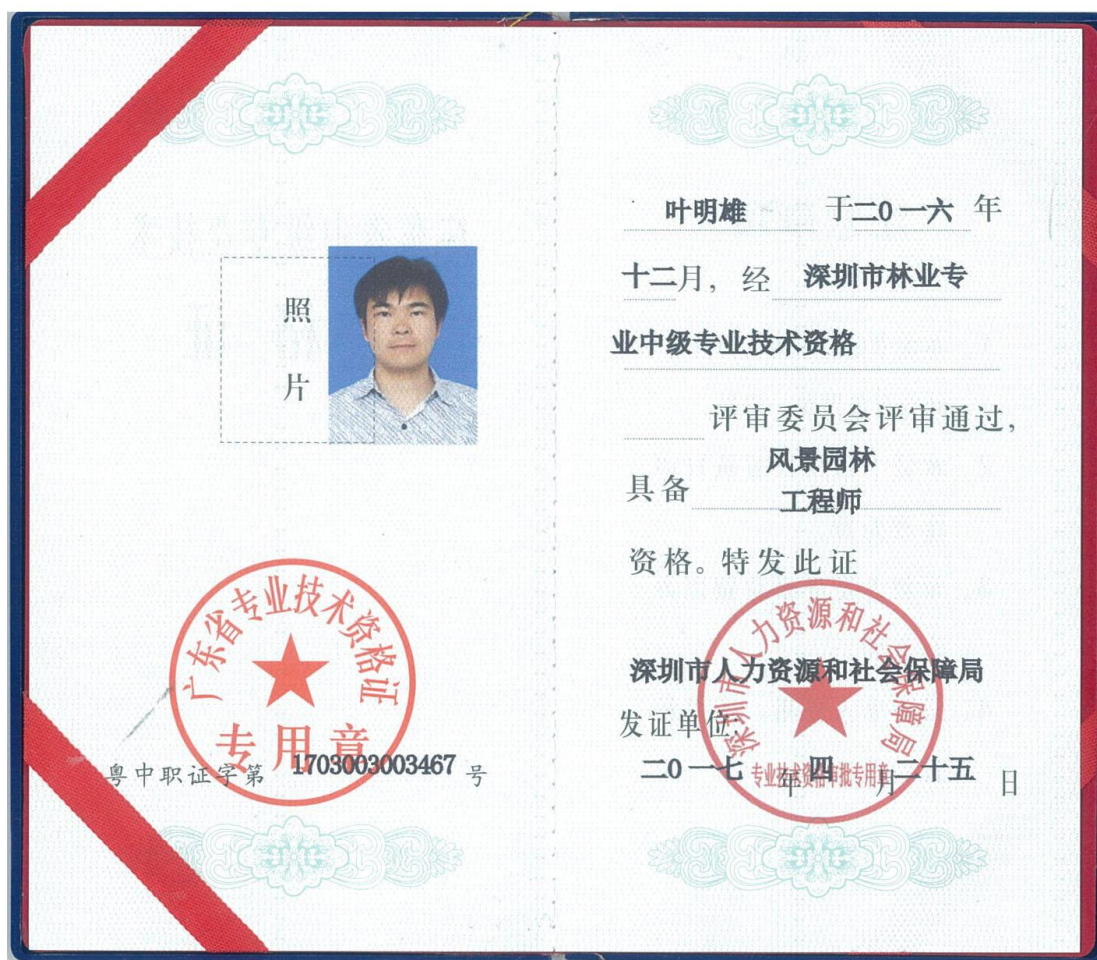 照
片
广东省专业技术资格证
专用章
粤中职证字第 1703003003467 号
叶明雄 于二0一六 年
十二月，经 深圳市林业专
业中级专业技术资格
评审委员会评审通过，
风景园林
具备 工程师
资格。特发此证
深圳市人力资源和社会保障局
深圳市人力资源和社会保障局
发证单位：
专业技术资格审批专用章
二0一七 年 四 月 二十五 日